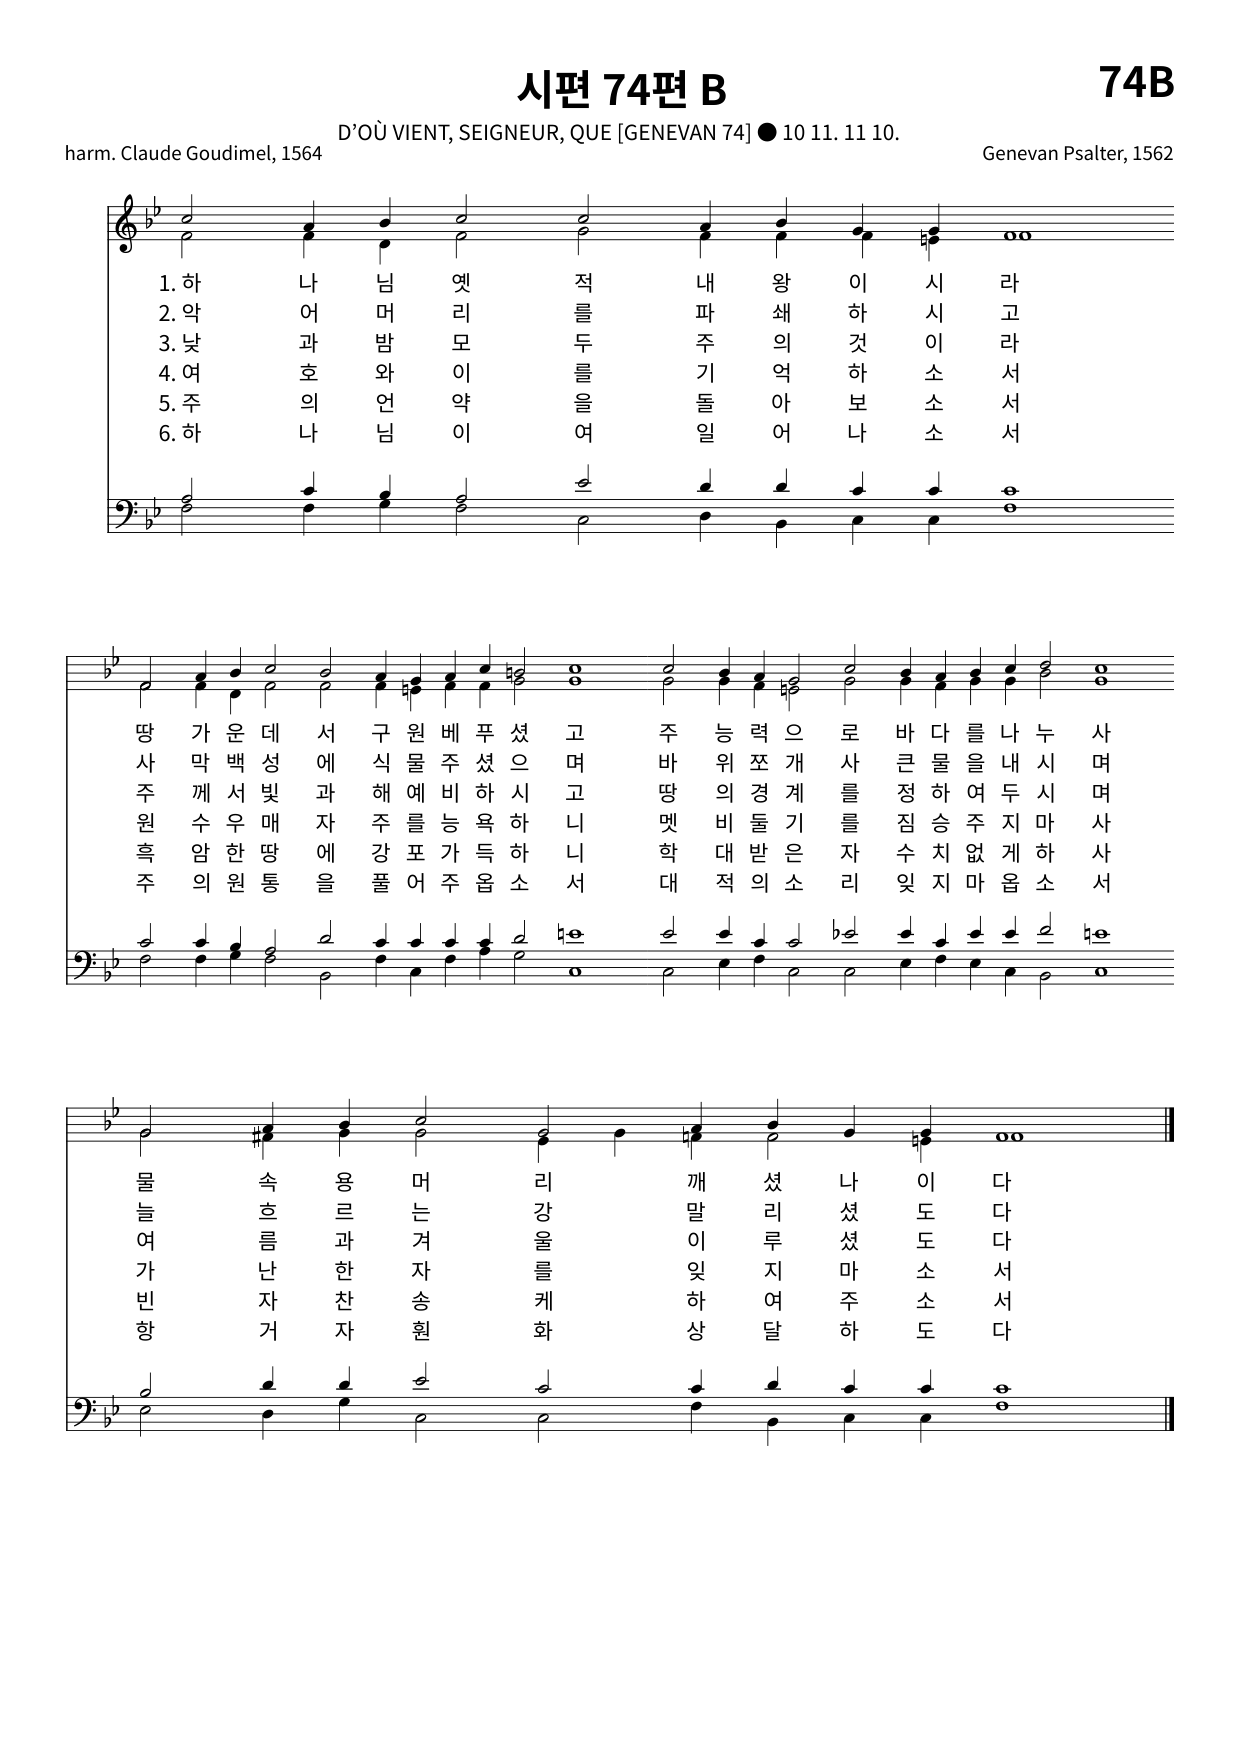 시편 74편 B
74B
D’OÙ VIENT, SEIGNEUR, QUE [GENEVAN 74] ● 10 11. 11 10.
harm. Claude Goudimel, 1564
Genevan Psalter, 1562
1. 하 나 님 옛 적 내 왕 이 시 라
2. 악 어 머 리 를 파 쇄 하 시 고
3. 낮 과 밤 모 두 주 의 것 이 라
4. 여 호 와 이 를 기 억 하 소 서
5. 주 의 언 약 을 돌 아 보 소 서
6. 하 나 님 이 여 일 어 나 소 서
땅 가 운 데 서 구 원 베 푸 셨 고 주 능 력 으 로 바 다 를 나 누 사
사 막 백 성 에 식 물 주 셨 으 며 바 위 쪼 개 사 큰 물 을 내 시 며
주 께 서 빛 과 해 예 비 하 시 고 땅 의 경 계 를 정 하 여 두 시 며
원 수 우 매 자 주 를 능 욕 하 니 멧 비 둘 기 를 짐 승 주 지 마 사
흑 암 한 땅 에 강 포 가 득 하 니 학 대 받 은 자 수 치 없 게 하 사
주 의 원 통 을 풀 어 주 옵 소 서 대 적 의 소 리 잊 지 마 옵 소 서
물 속 용 머 리 깨 셨 나 이 다
늘 흐 르 는 강 말 리 셨 도 다
여 름 과 겨 울 이 루 셨 도 다
가 난 한 자 를 잊 지 마 소 서
빈 자 찬 송 케 하 여 주 소 서
항 거 자 훤 화 상 달 하 도 다